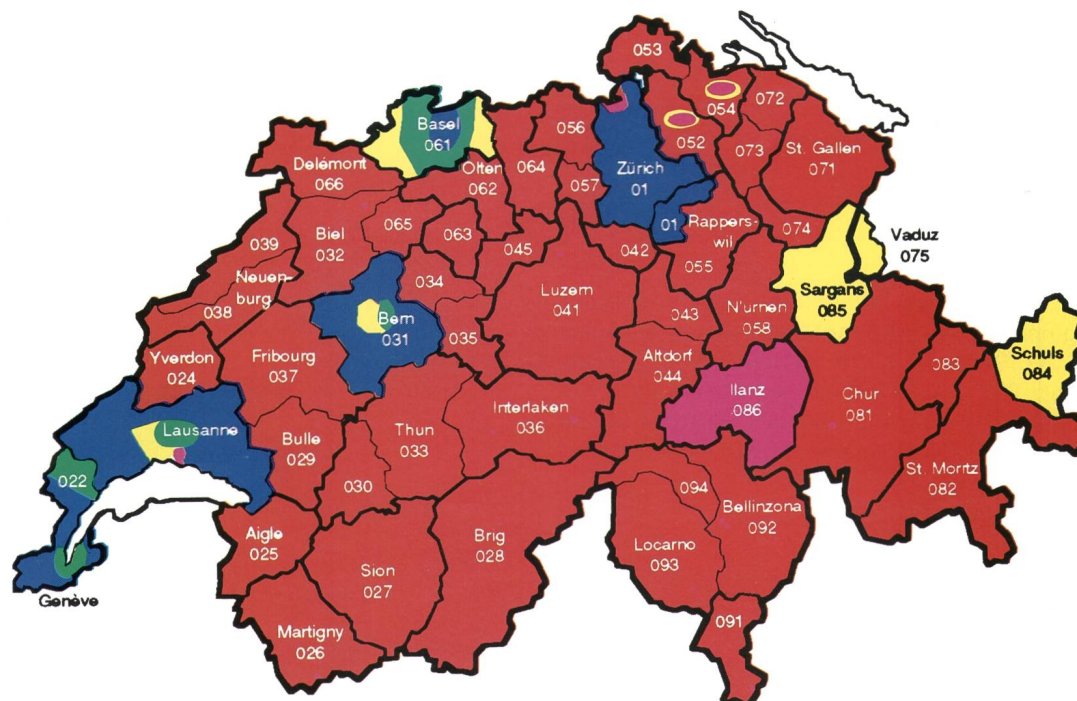 053
072
054
Basel
061
056
052
073
St. Gallen
071
Delémont
066
Olten
062
064
Zürich
01
057
01
Rappers-
wil
055
074
Vaduz
075
039
Biel
032
065
063
045
042
Neuen-
burg
038
034
Luzern
041
Sargans
085
Bern
031
035
043
N'urnen
058
Yverdon
024
Fribourg
037
Altdorf
044
Schuls
084
083
Ilanz
086
Chur
081
Lausanne
Bulle
029
Thun
033
Interlaken
036
022
030
094
St. Moritz
082
Bellinzona
092
Aigle
025
Brig
028
Locarno
093
Sion
027
Genève
Martigny
026
091